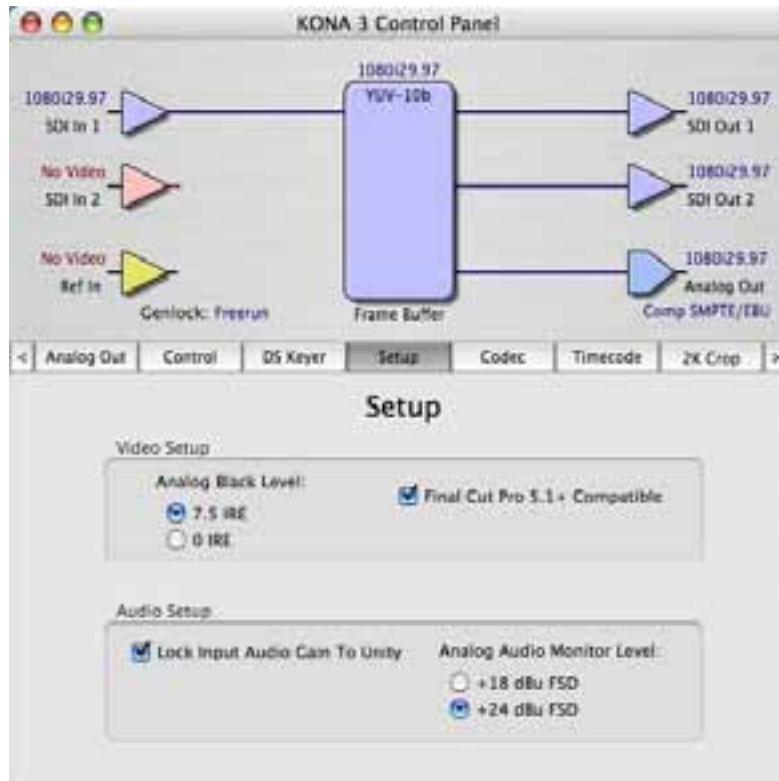 KONA 3 Control Panel
1080i29.97
YUV-10b
1080i29.97
SDI In 1
1080i29.97
SDI Out 1
No Video
SDI In 2
1080i29.97
SDI Out 2
No Video
Ref In
1080i29.97
Analog Out
Genlock: Freerun
Frame Buffer
Comp SMPTE/EBU
< Analog Out Control DS Keyer Setup Codec Timecode 2K Crop >
Setup
Video Setup
Analog Black Level:
Final Cut Pro 5.1+ Compatible
7.5 IRE
0 IRE
Audio Setup
Lock Input Audio Gain To Unity
Analog Audio Monitor Level:
+18 dBu FSD
+24 dBu FSD